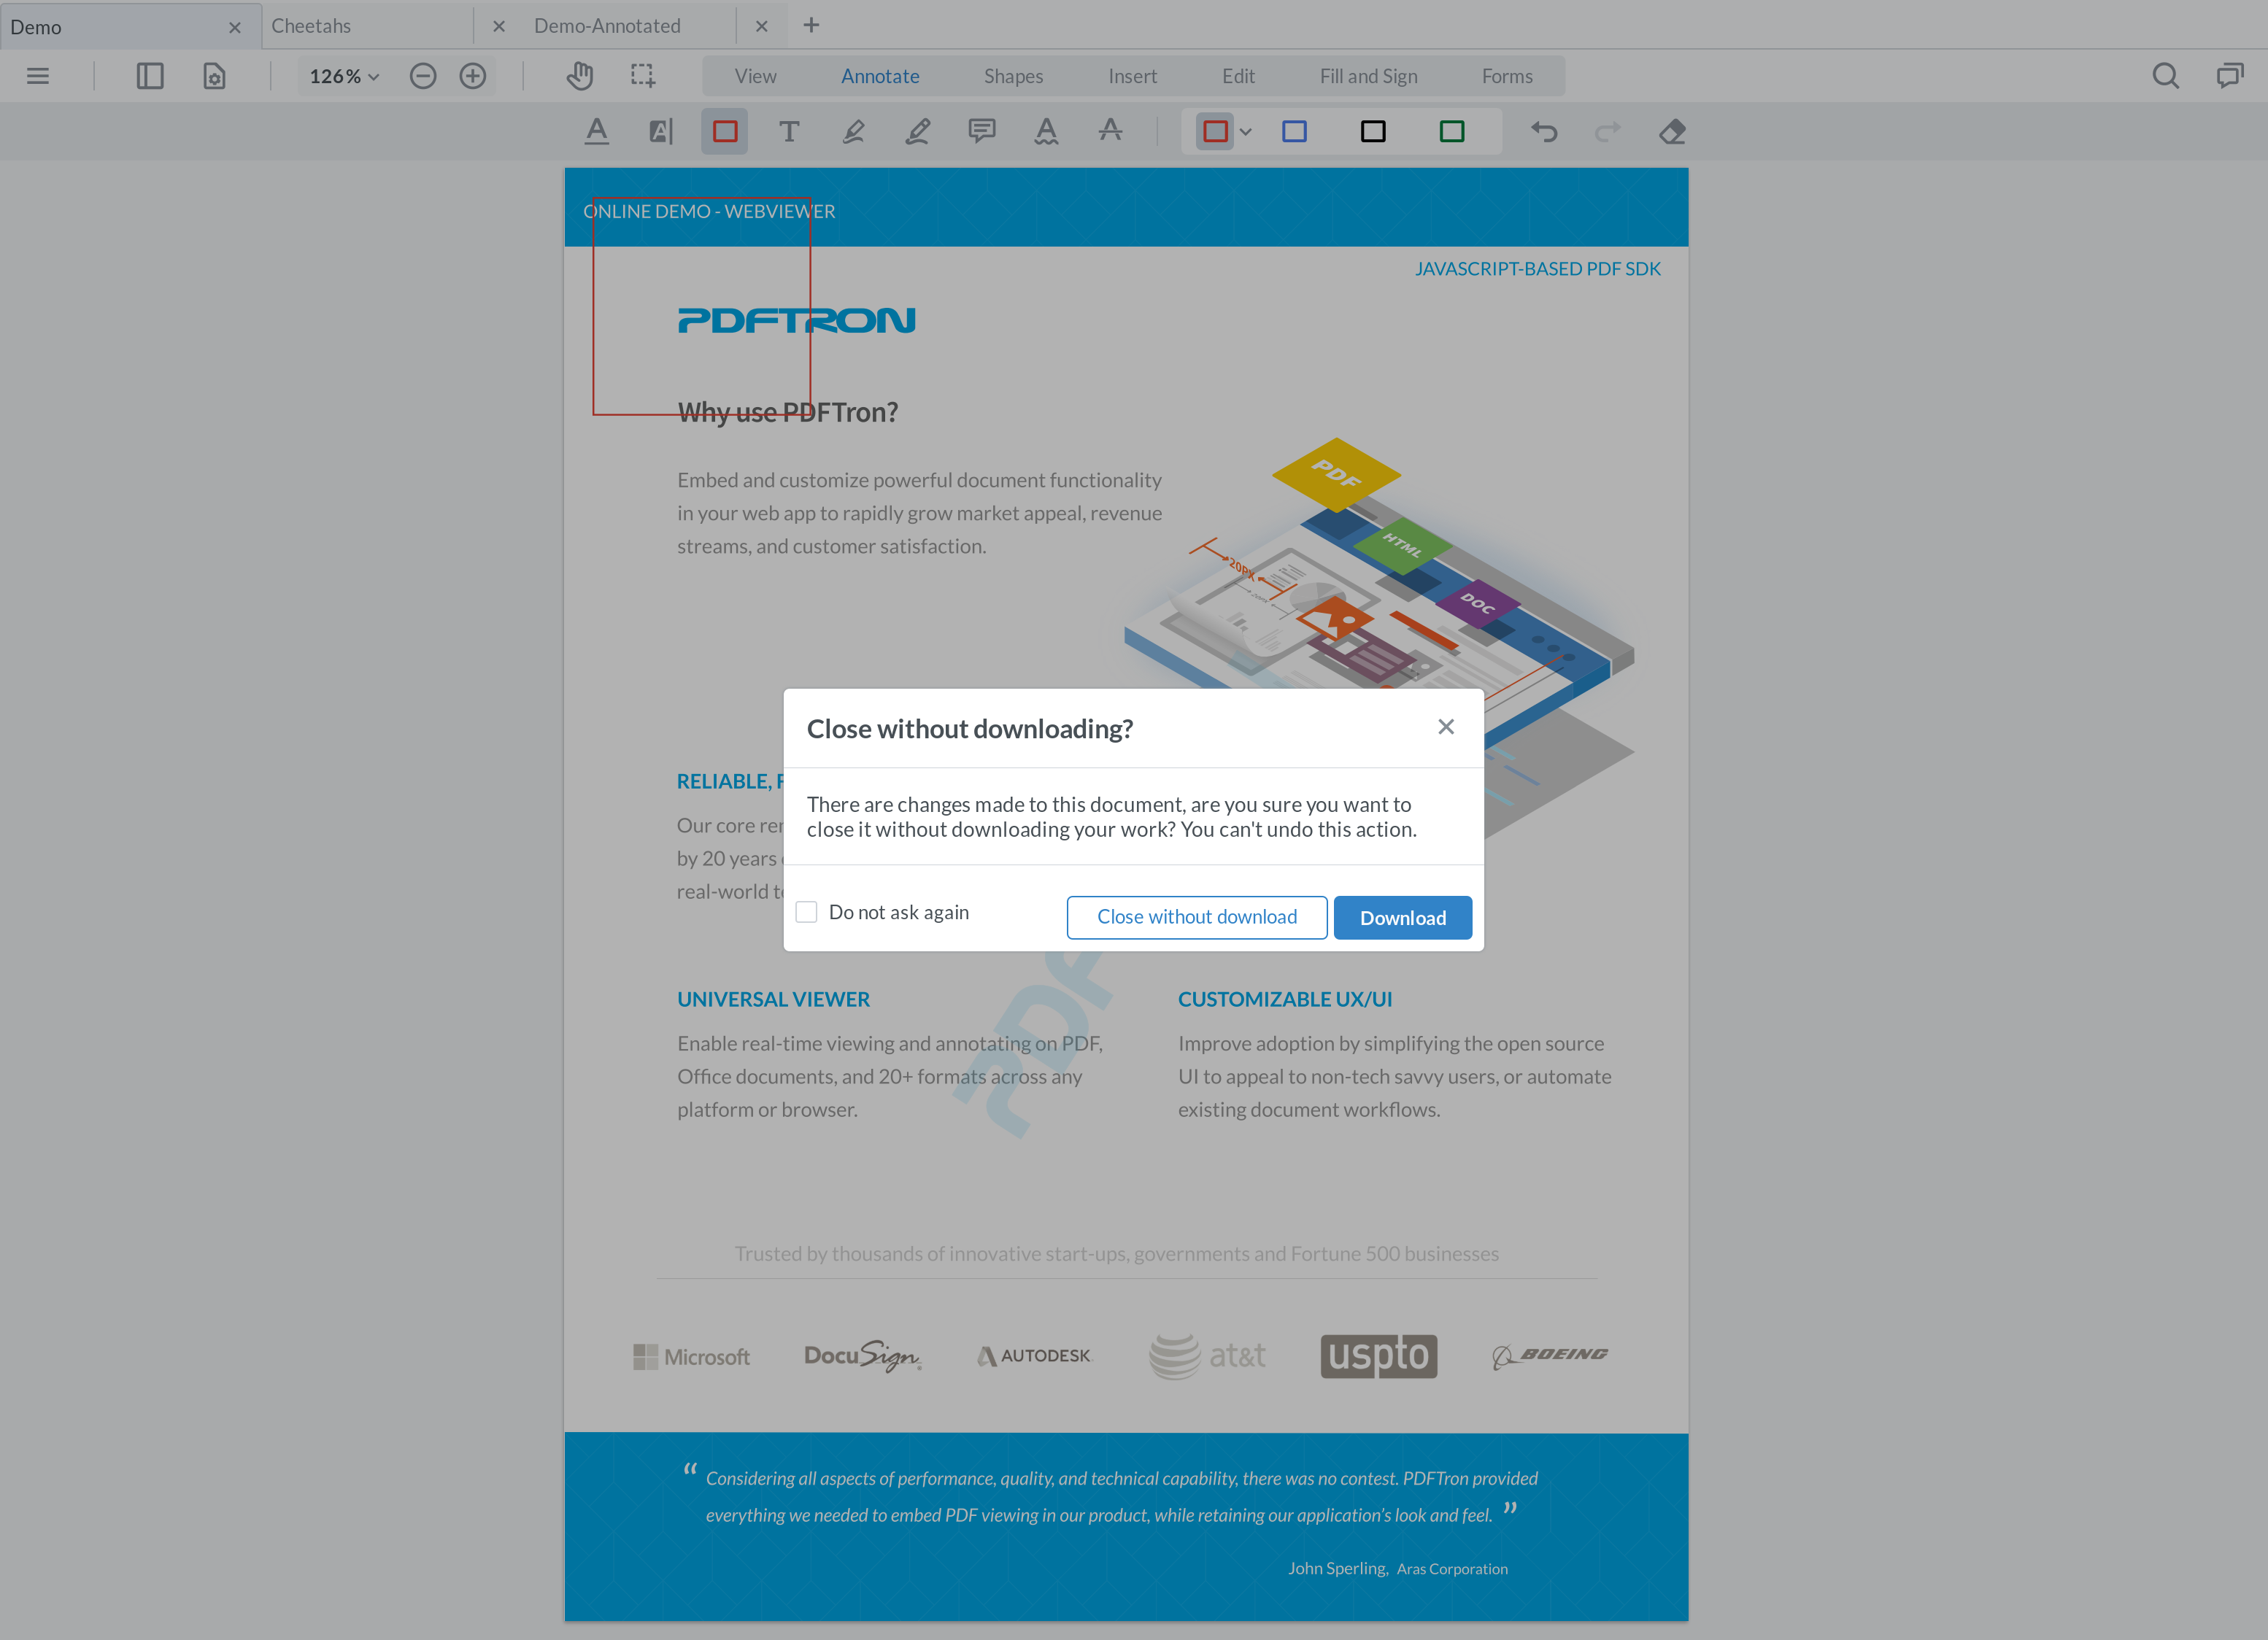 Demo
Cheetahs
Demo-Annotated
126%
View
Annotate
Shapes
Insert
Edit
Fill and Sign
Forms
ONLINE DEMO - WEBVIEWER
JAVASCRIPT-BASED PDF SDK
PDFTRON
Why use PDFTron?
Embed and customize powerful document functionality
in your web app to rapidly grow market appeal, revenue
streams, and customer satisfaction.
PDF
HTML
DOC
20PX
Close without downloading?
There are changes made to this document, are you sure you want to
close it without downloading your work? You can't undo this action.
Do not ask again
Close without download
Download
RELIABLE,
Our core
by 20 years
real-world
UNIVERSAL VIEWER
Enable real-time viewing and annotating on PDF,
Office documents, and 20+ formats across any
platform or browser.
CUSTOMIZABLE UX/UI
Improve adoption by simplifying the open source
UI to appeal to non-tech savvy users, or automate
existing document workflows.
PDF
Trusted by thousands of innovative start-ups, governments and Fortune 500 businesses
Microsoft
DocuSign
AUTODESK
at&t
uspto
BOEING
“ Considering all aspects of performance, quality, and technical capability, there was no contest. PDFTron provided
everything we needed to embed PDF viewing in our product, while retaining our application’s look and feel. ”
John Sperling, Aras Corporation